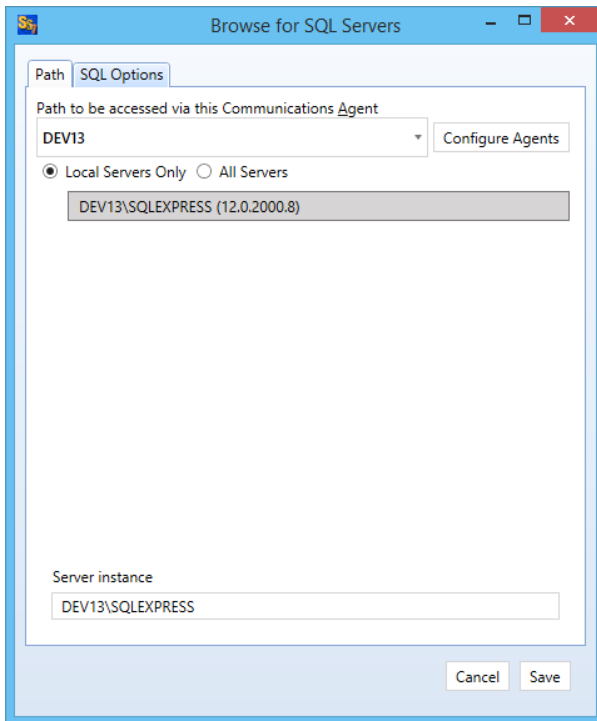 Browse for SQL Servers
Path SQL Options
Path to be accessed via this Communications Agent
DEV13 Configure Agents
Local Servers Only All Servers
DEV13\SQLEXPRESS (12.0.2000.8)
Server instance
DEV13\SQLEXPRESS
Cancel Save